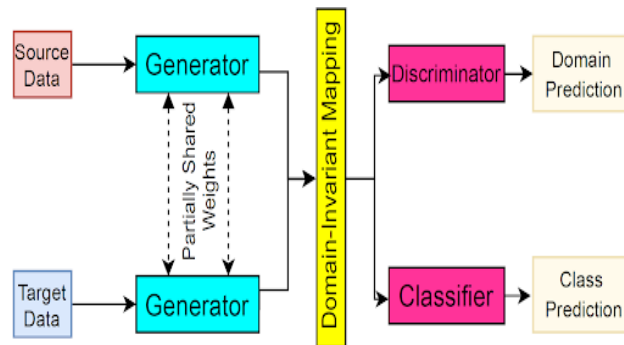 Source
Data
Generator
Partially Shared
Weights
Target
Data
Generator
Domain-Invariant Mapping
Discriminator
Domain
Prediction
Classifier
Class
Prediction